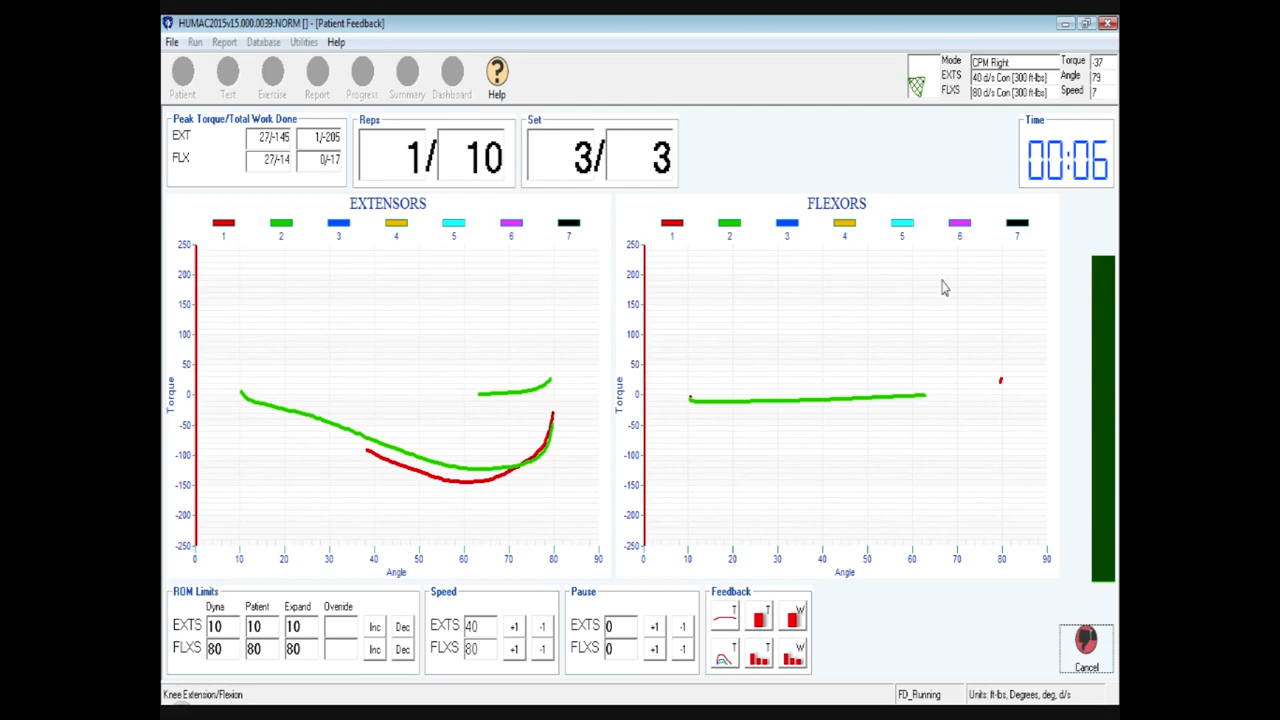 HUMAC2015v15.000.0039:NORM [] - [Patient Feedback]
File Run Report Database Utilities Help
Patient Test Exercise Report Progress Summary Dashboard Help
Mode CPM Right Torque -37
EXTS 40 d/s Con [300 ft-lbs] Angle 79
FLXS 80 d/s Con [300 ft-lbs] Speed 7
Peak Torque/Total Work Done
EXT 27/-145 1/-205
FLX 27/-14 0/-17
Reps
1/ 10
Set
3/ 3
Time
00:06
EXTENSORS
1 2 3 4 5 6 7
250
200
150
100
50
0
-50
-100
-150
-200
-250
Torque
0 10 20 30 40 50 60 70 80 90
Angle
FLEXORS
1 2 3 4 5 6 7
250
200
150
100
50
0
-50
-100
-150
-200
-250
Torque
0 10 20 30 40 50 60 70 80 90
Angle
ROM Limits
Dyna Patient Expand Override
EXTS 10 10 10 Inc Dec
FLXS 80 80 80 Inc Dec
Speed
EXTS 40 +1 -1
FLXS 80 +1 -1
Pause
EXTS 0 +1 -1
FLXS 0 +1 -1
Feedback
T T W
T T W
Cancel
Knee Extension/Flexion FD_Running Units: ft-lbs, Degrees, deg, d/s